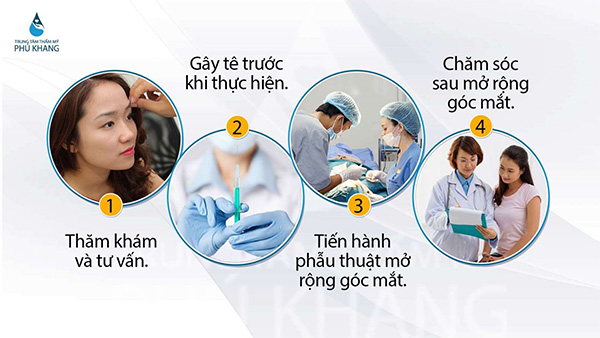 TRUNG TÂM THẨM MỸ
PHÚ KHANG
1
Thăm khám
và tư vấn.
Gây tê trước
khi thực hiện.
2
3
Tiến hành
phẫu thuật mở
rộng góc mắt.
Chăm sóc
sau mở rộng
góc mắt.
4